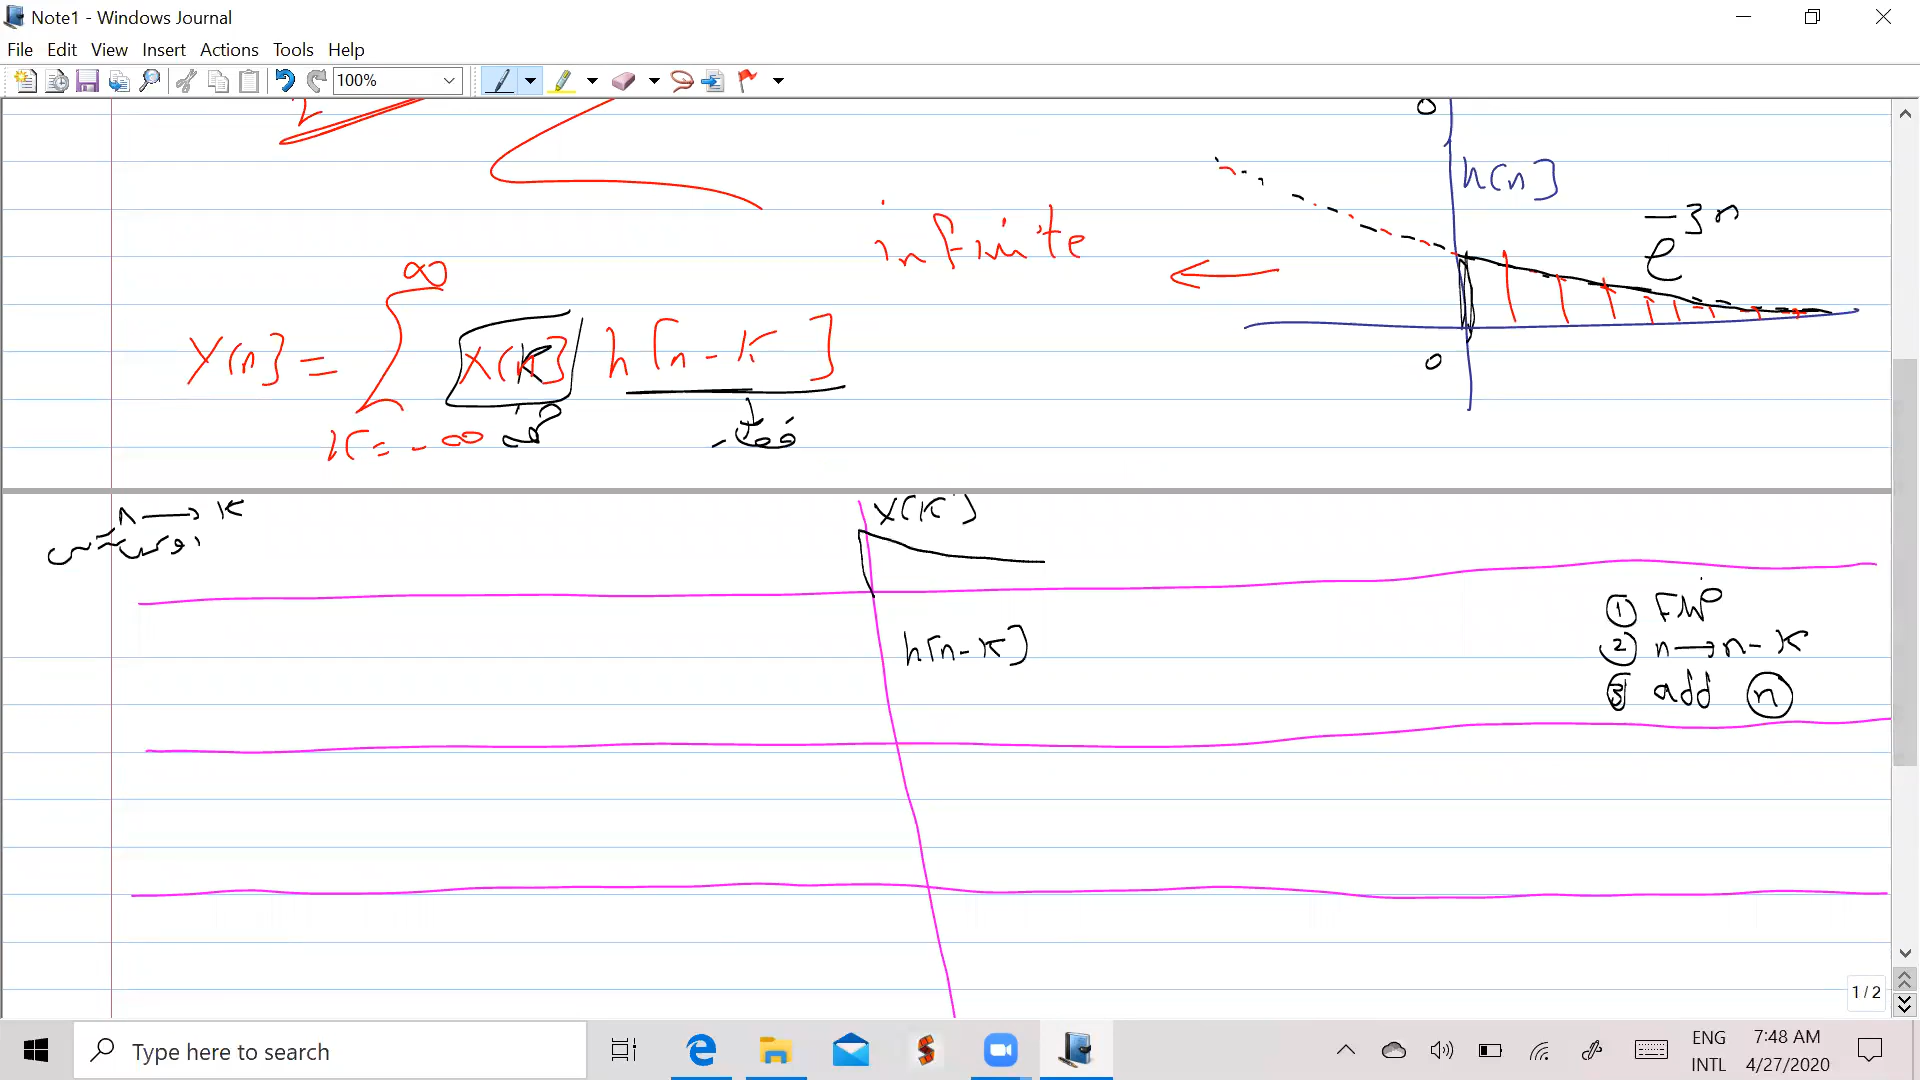 Note1 - Windows Journal
File Edit View Insert Actions Tools Help
100%
0
h[n]
e^-3n
infinite
∞
Y[n] = ∑ X[K] h[n-K]
K = -∞
0
n → K
X[K]
h[n-K]
① Flip
② n → n-K
③ add n
1 / 2
Type here to search
ENG
INTL
7:48 AM
4/27/2020